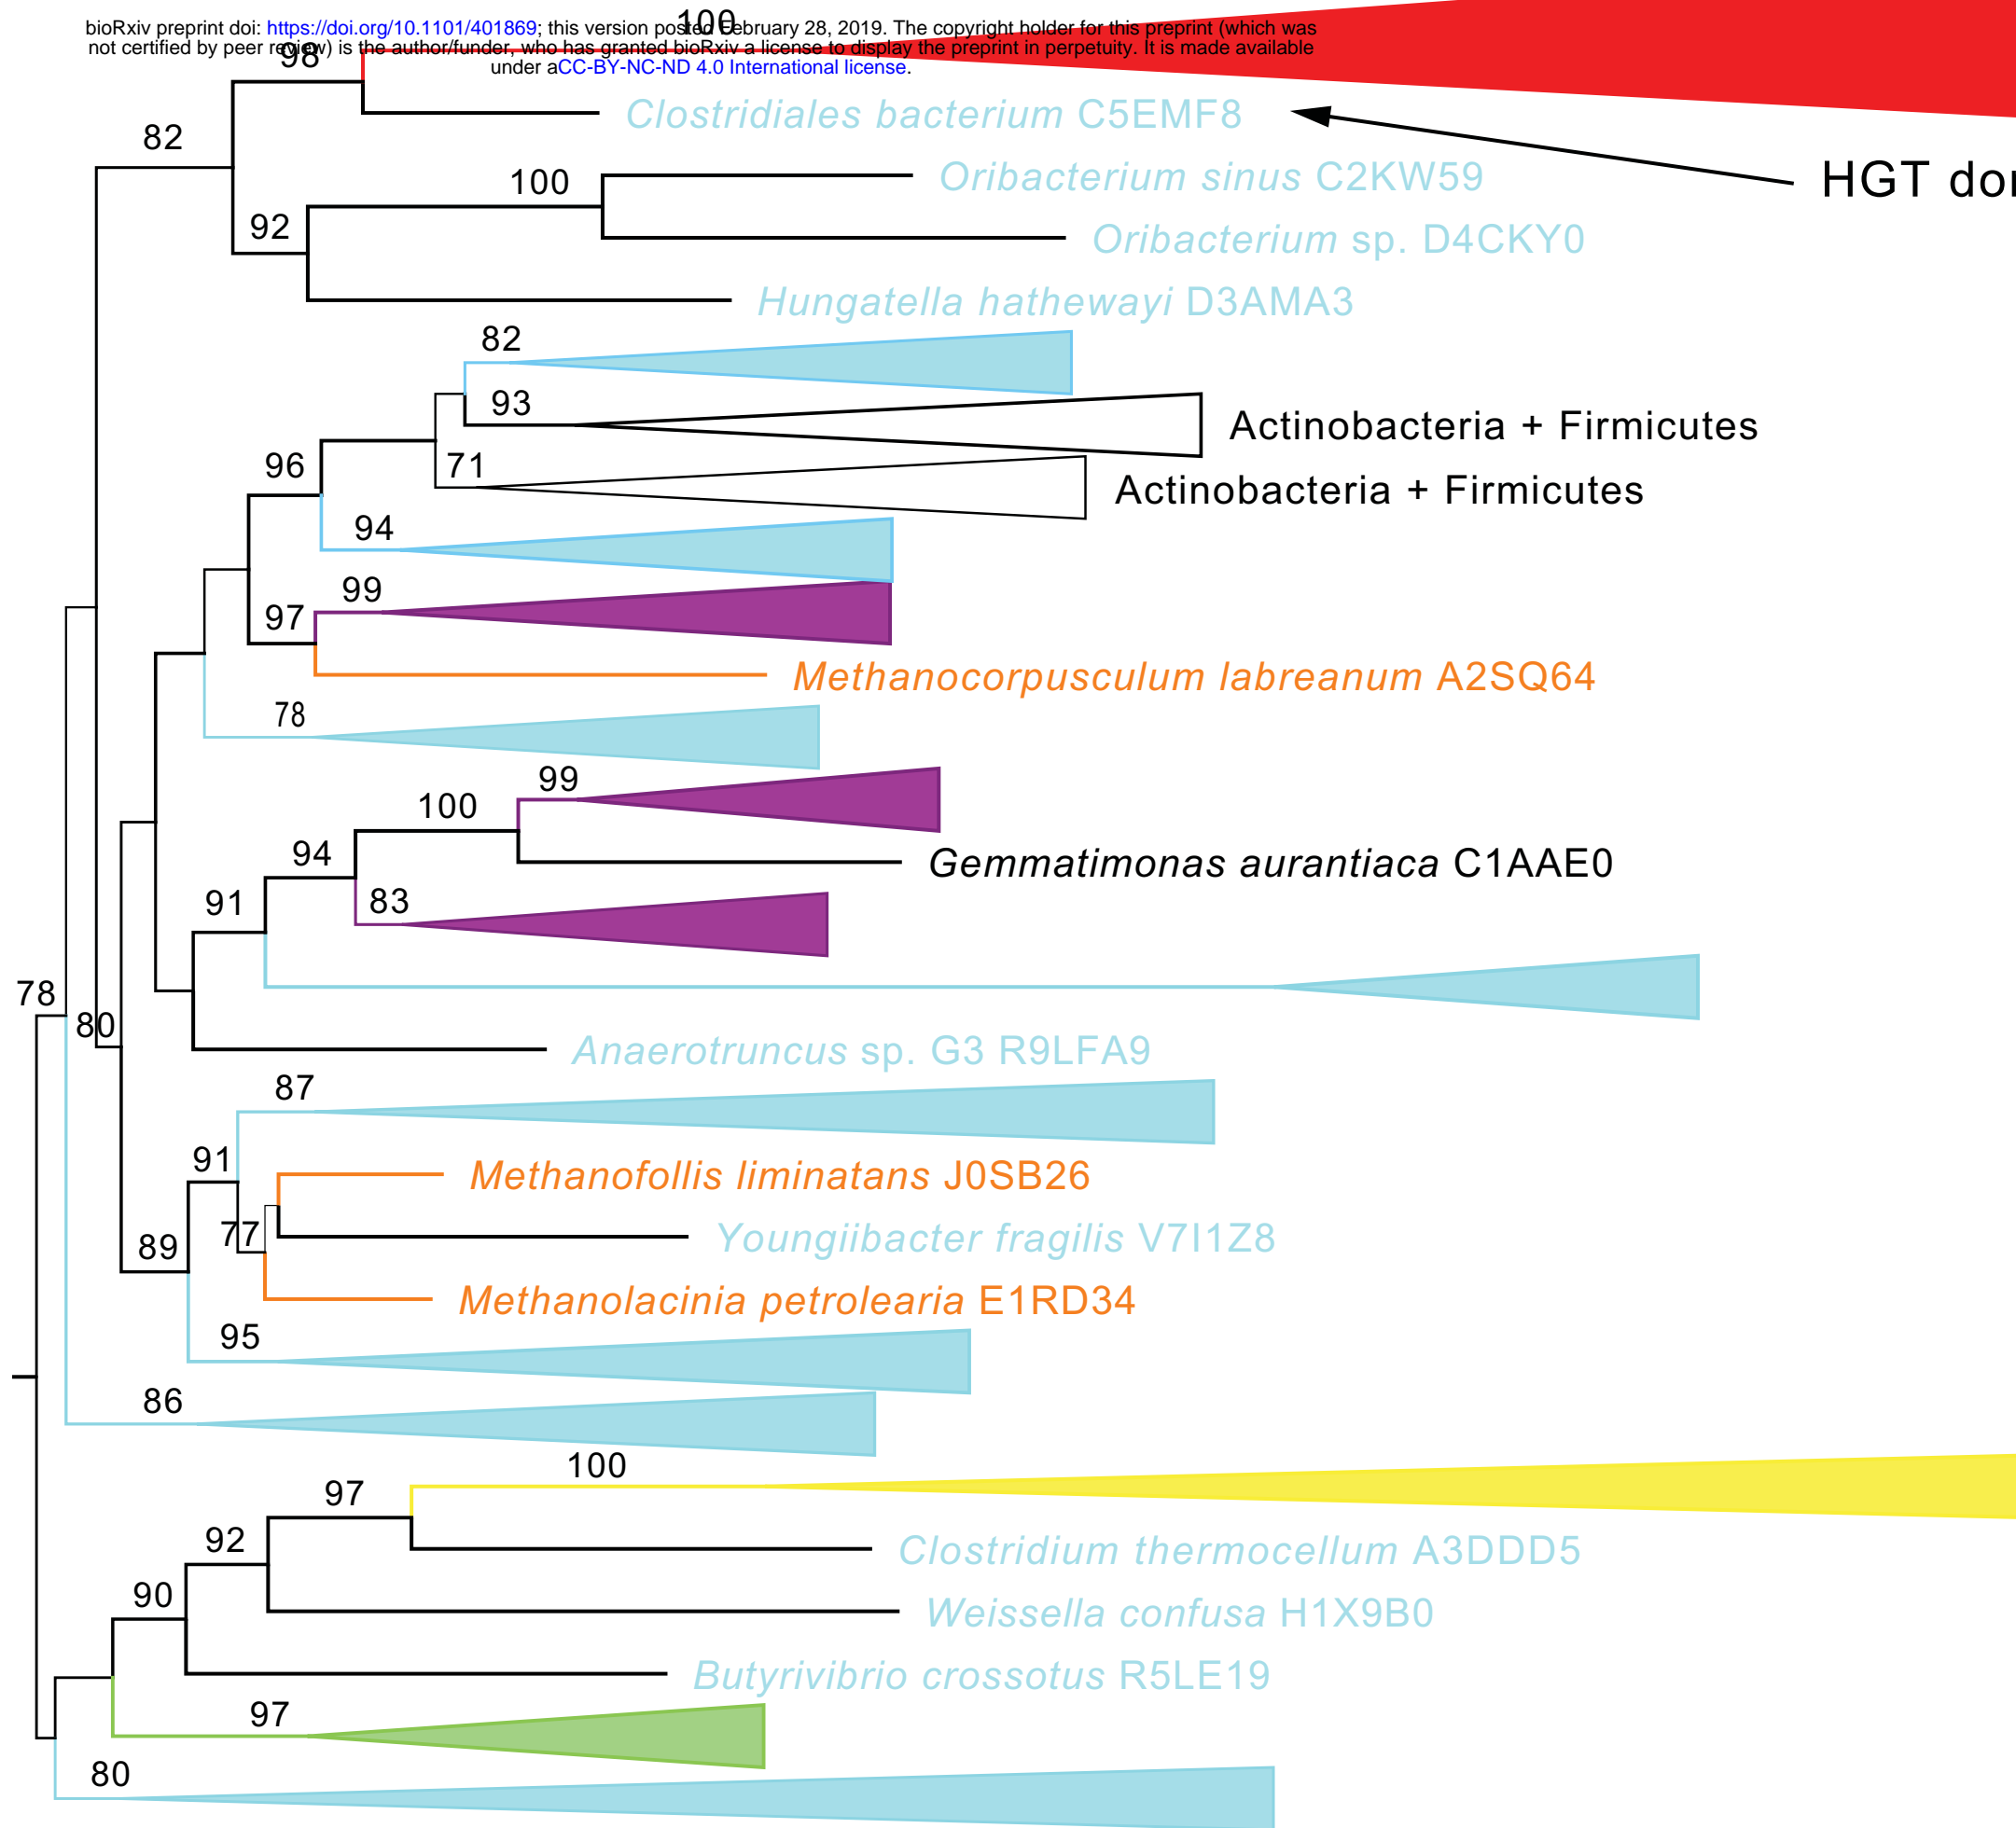 bioRxiv preprint doi: https://doi.org/10.1101/401869; this version posted February 28, 2019. The copyright holder for this preprint (which was
not certified by peer review) is the author/funder, who has granted bioRxiv a license to display the preprint in perpetuity. It is made available
under aCC-BY-NC-ND 4.0 International license.
100
98
Clostridiales bacterium C5EMF8
82
HGT
Oribacterium sinus C2KW59
100
92
Oribacterium sp. D4CKY0
Hungatella hathewayi D3AMA3
82
93
Actinobacteria + Firmicutes
96
71
Actinobacteria + Firmicutes
94
99
97
Methanocorpusculum labreanum A2SQ64
78
99
100
94
Gemmatimonas aurantiaca C1AAE0
91
83
78
80
Anaerotruncus sp. G3 R9LFA9
87
91
Methanofollis liminatans J0SB26
77
Youngiibacter fragilis V7I1Z8
89
Methanolacinia petrolearia E1RD34
95
86
100
97
92
Clostridium thermocellum A3DDD5
90
Weissella confusa H1X9B0
Butyrivibrio crossotus R5LE19
97
80